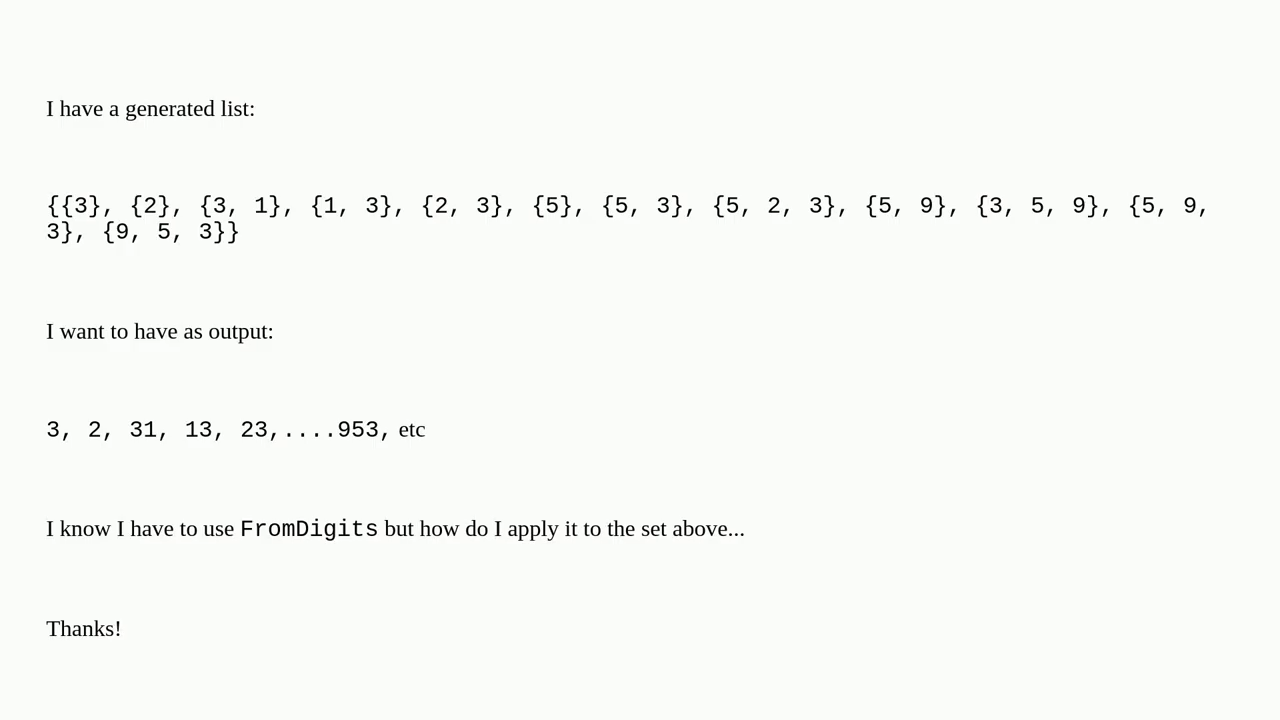 I have a generated list:
{{3}, {2}, {3, 1}, {1, 3}, {2, 3}, {5}, {5, 3}, {5, 2, 3}, {5, 9}, {3, 5, 9}, {5, 9,
3}, {9, 5, 3}}
I want to have as output:
3, 2, 31, 13, 23,....953, etc
I know I have to use FromDigits but how do I apply it to the set above...
Thanks!